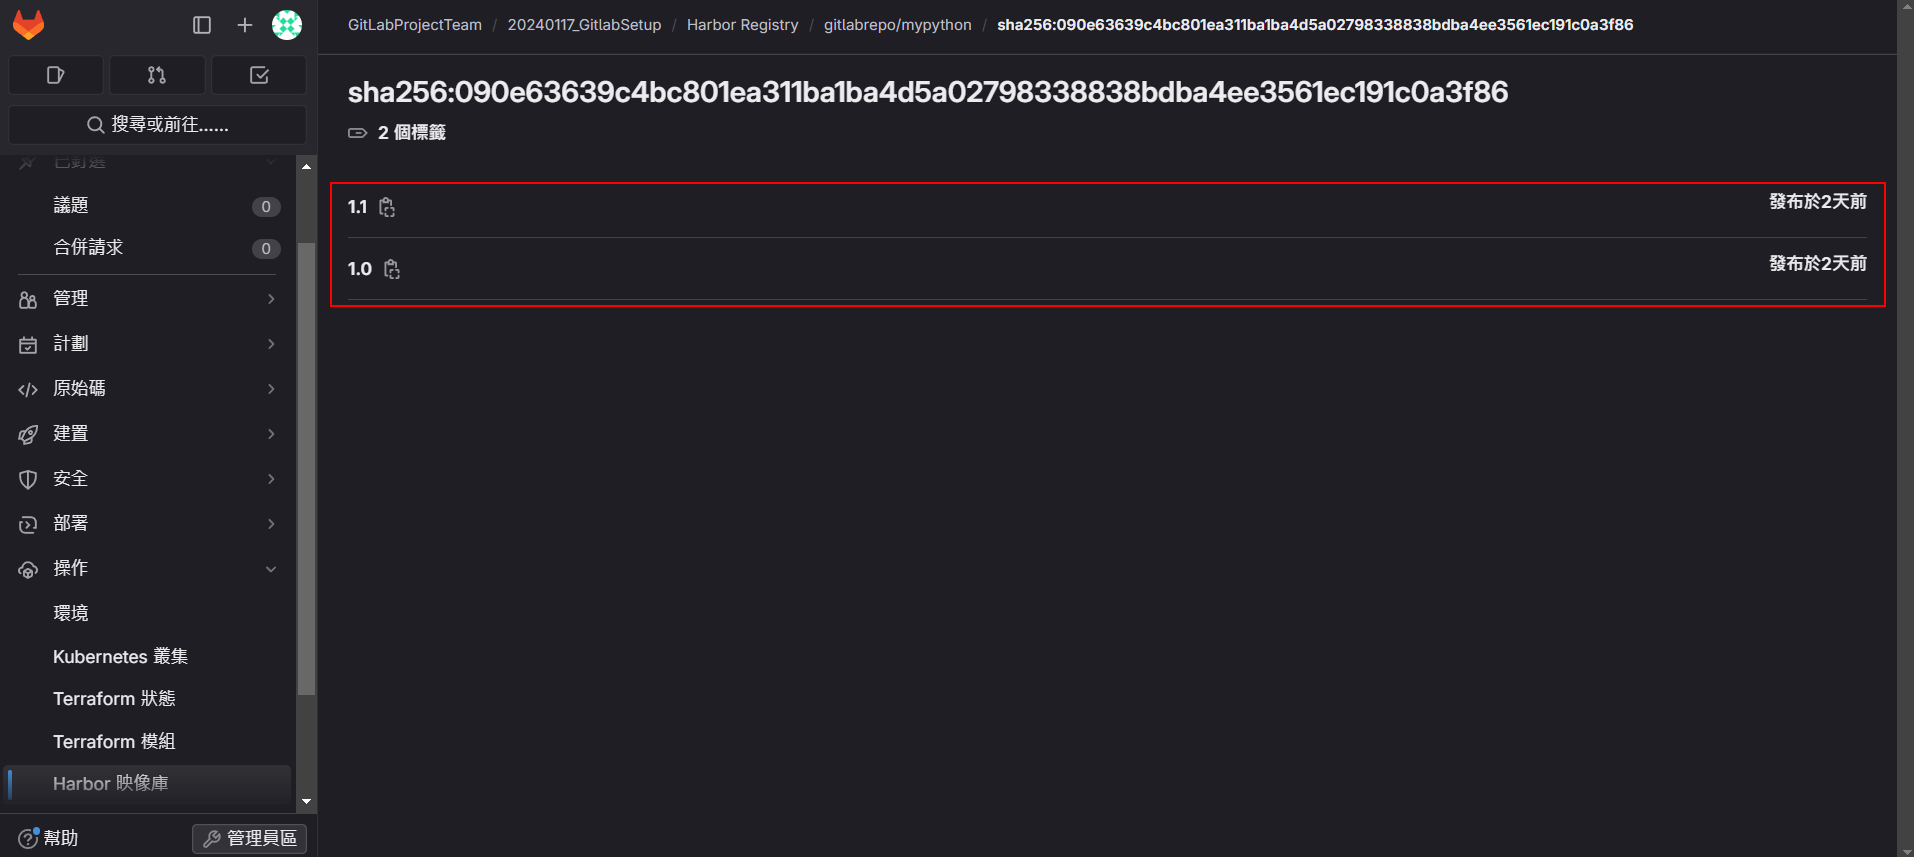 GitLabProjectTeam / 20240117_GitlabSetup / Harbor Registry / gitlabrepo/mypython / sha256:090e63639c4bc801ea311ba1ba4d5a02798338838bdba4ee3561ec191c0a3f86
搜尋或前往......
已釘選
議題 0
合併請求 0
管理
計劃
原始碼
建置
安全
部署
操作
環境
Kubernetes 叢集
Terraform 狀態
Terraform 模組
Harbor 映像庫
幫助
管理員區
sha256:090e63639c4bc801ea311ba1ba4d5a02798338838bdba4ee3561ec191c0a3f86
2 個標籤
1.1 發布於2天前
1.0 發布於2天前